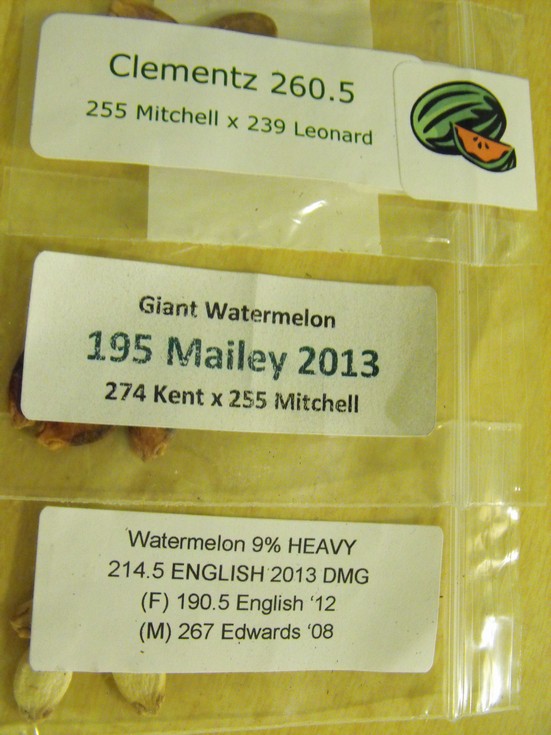 Clementz 260.5
255 Mitchell x 239 Leonard
Giant Watermelon
195 Mailey 2013
274 Kent x 255 Mitchell
Watermelon 9% HEAVY
214.5 ENGLISH 2013 DMG
(F) 190.5 English ‘12
(M) 267 Edwards ‘08